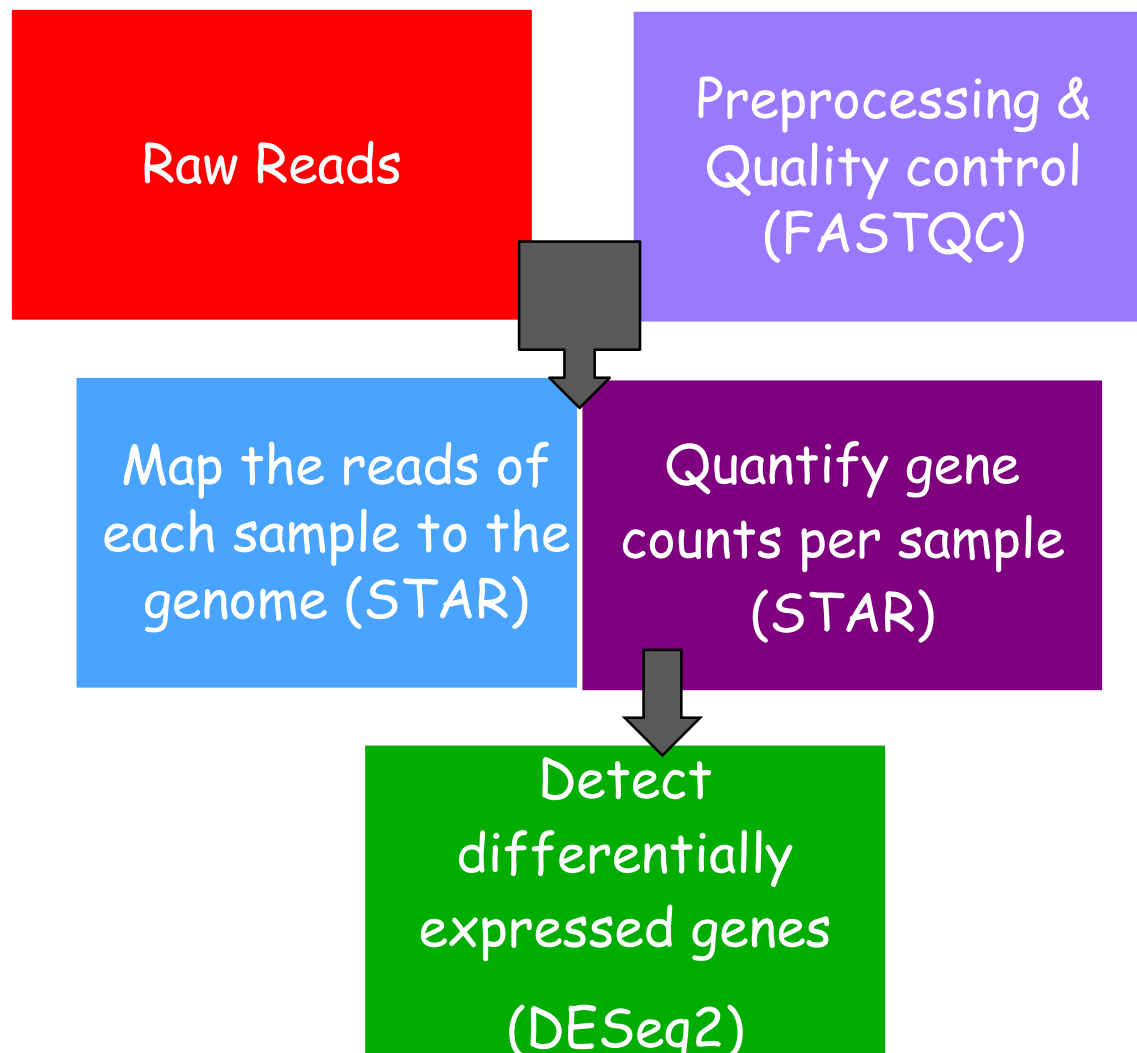 Raw Reads
Preprocessing &
Quality control
(FASTQC)
Map the reads of
each sample to the
genome (STAR)
Quantify gene
counts per sample
(STAR)
Detect
differentially
expressed genes
(DESeq2)